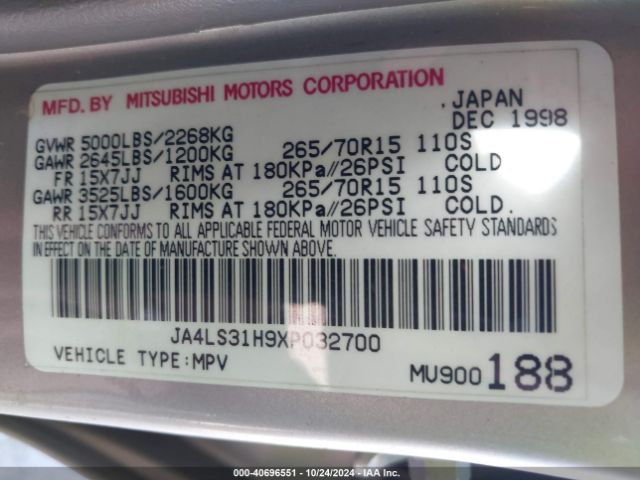 MFD. BY MITSUBISHI MOTORS CORPORATION
JAPAN
DEC 1998
GVWR 5000LBS/2268KG
GAWR 2645LBS/1200KG 265/70R15 110S
FR 15X7JJ RIMS AT 180KPa//26PSI COLD
GAWR 3525LBS/1600KG 265/70R15 110S
RR 15X7JJ RIMS AT 180KPa//26PSI COLD.
THIS VEHICLE CONFORMS TO ALL APPLICABLE FEDERAL MOTOR VEHICLE SAFETY STANDARDS
IN EFFECT ON THE DATE OF MANUFACTURE SHOWN ABOVE.
JA4LS31H9XP032700
VEHICLE TYPE:MPV
MU900188
000-40696551 | 10/24/2024 | IAA Inc.